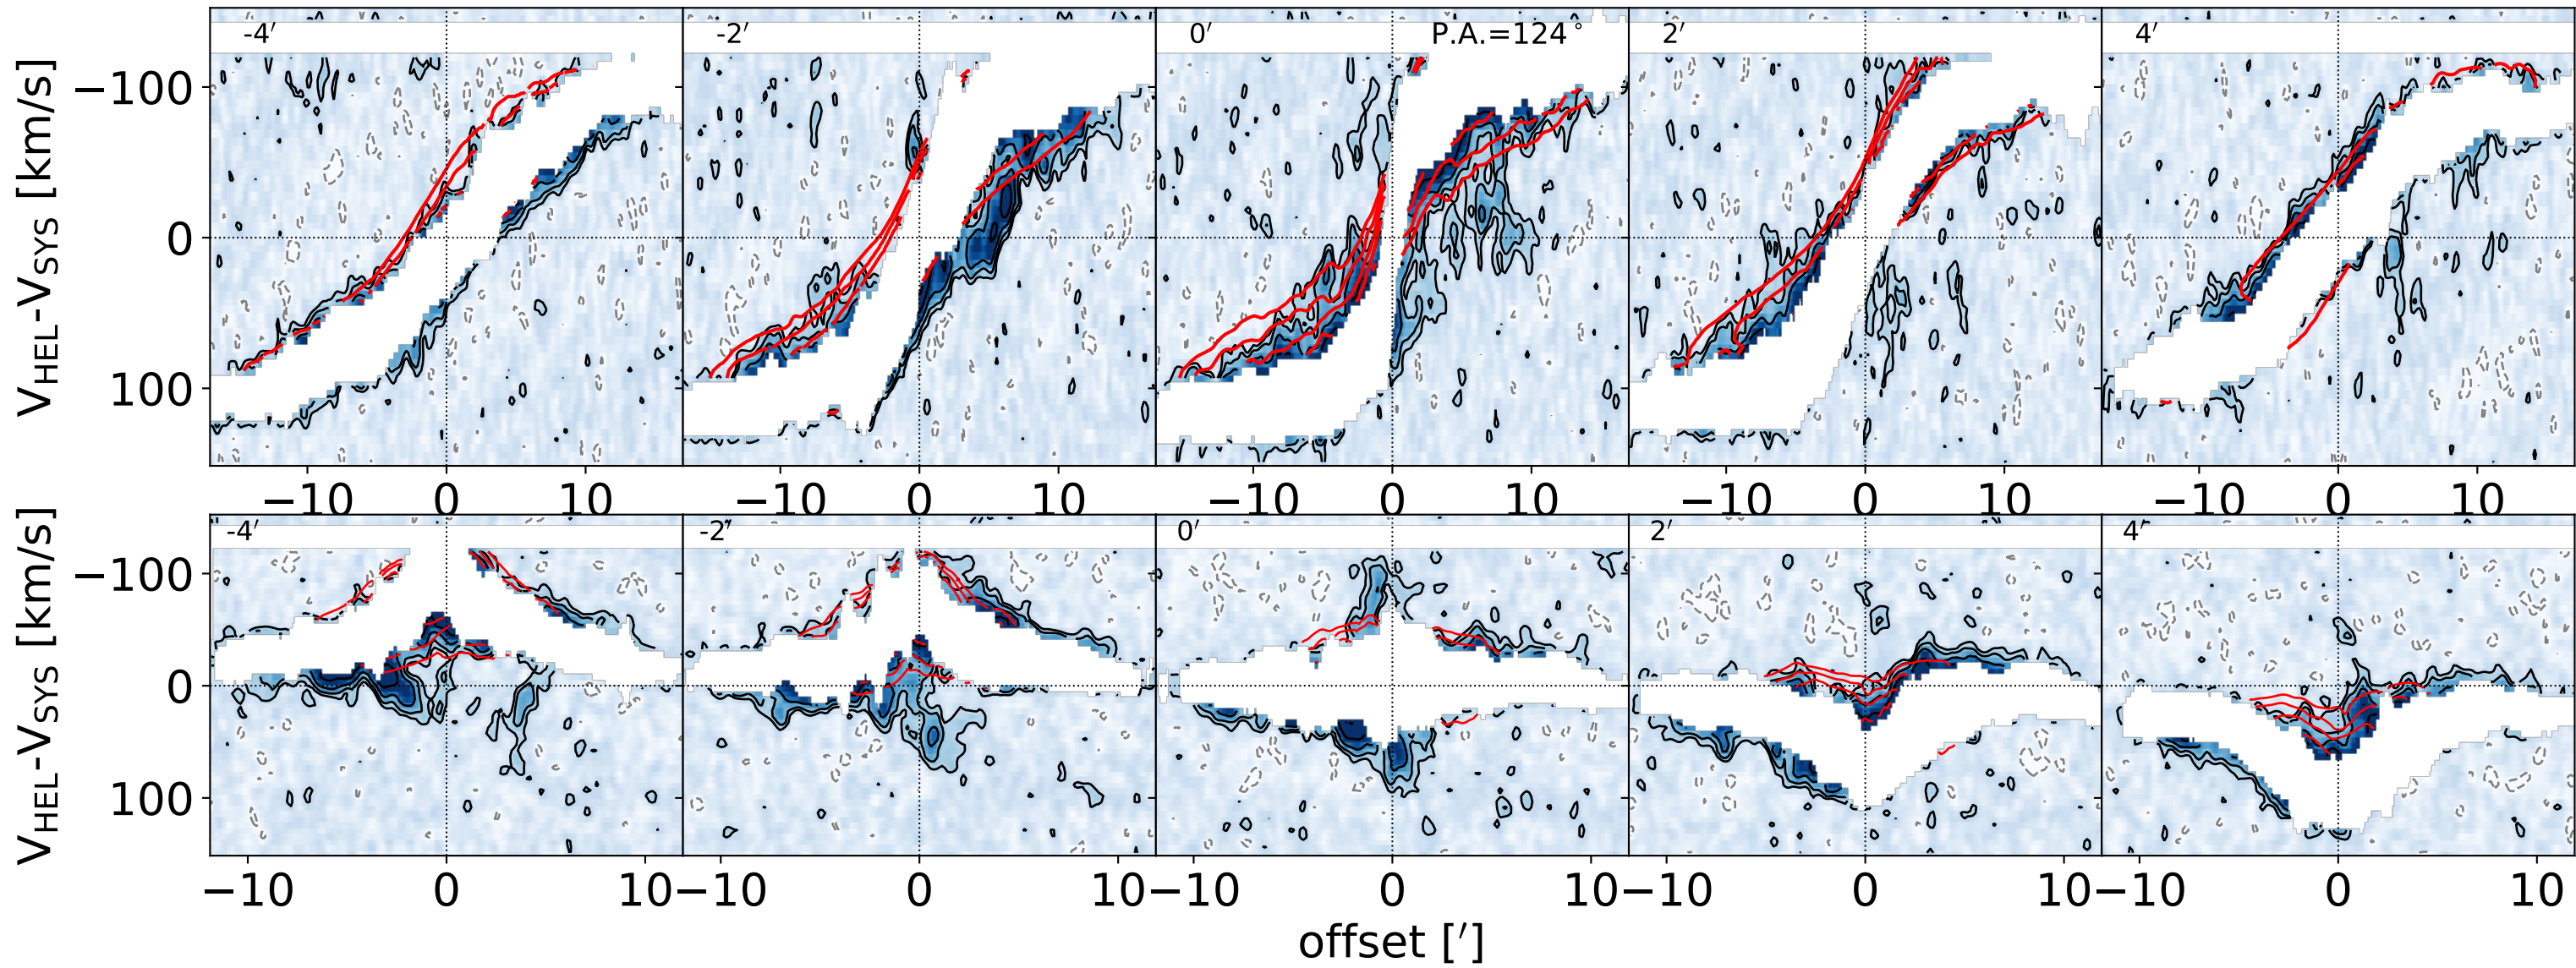 -4′ -2′ 0′ P.A.=124° 2′ 4′
V_HEL-V_SYS [km/s]
−100
0
100
−10 0 10 −10 0 10 −10 0 10 −10 0 10 −10 0 10
-4′ -2′ 0′ 2′ 4′
V_HEL-V_SYS [km/s]
−100
0
100
−10 0 10 −10 0 10 −10 0 10 −10 0 10 −10 0 10
offset [′]